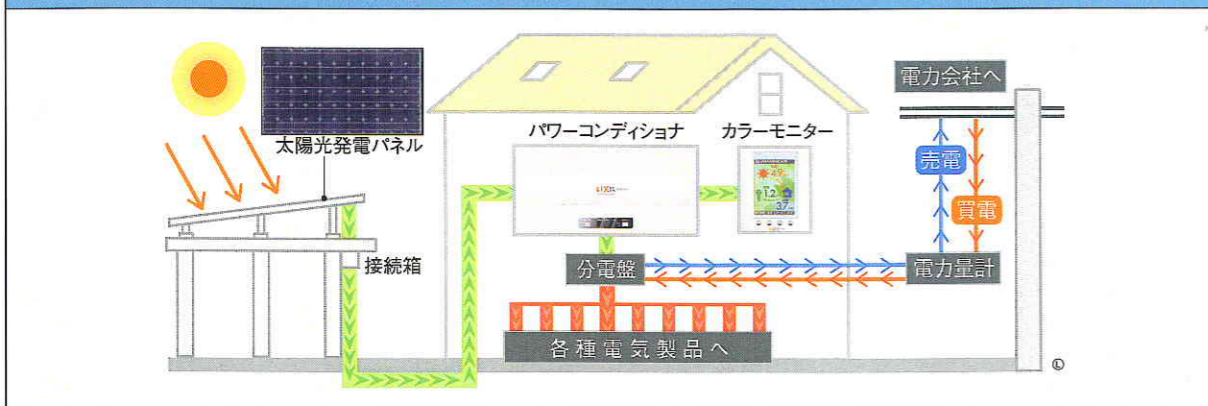 電力会社へ
パワーコンディショナ
カラーモニター
太陽光発電パネル
売電
LIXIL
買電
接続箱
分電盤
電力量計
各種電気製品へ
Ⓛ